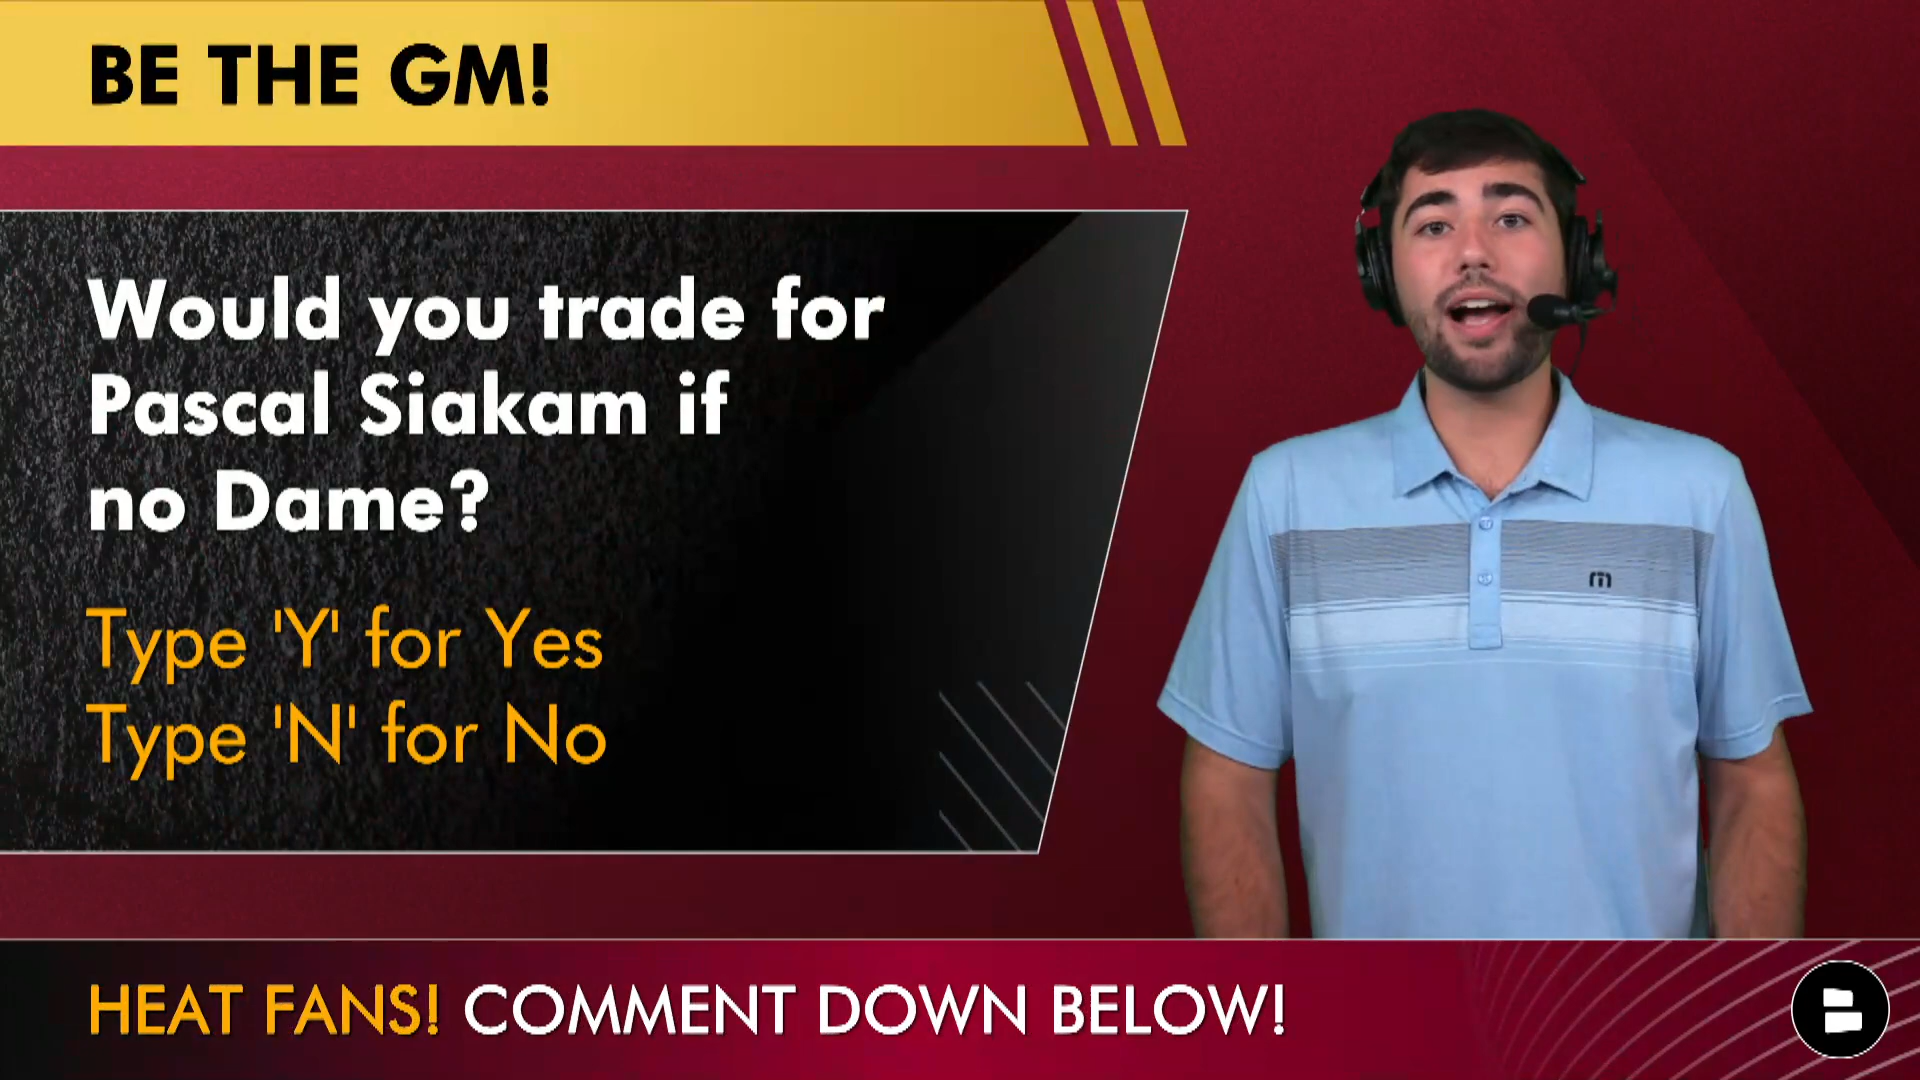 BE THE GM!
Would you trade for
Pascal Siakam if
no Dame?
Type 'Y' for Yes
Type 'N' for No
HEAT FANS! COMMENT DOWN BELOW!